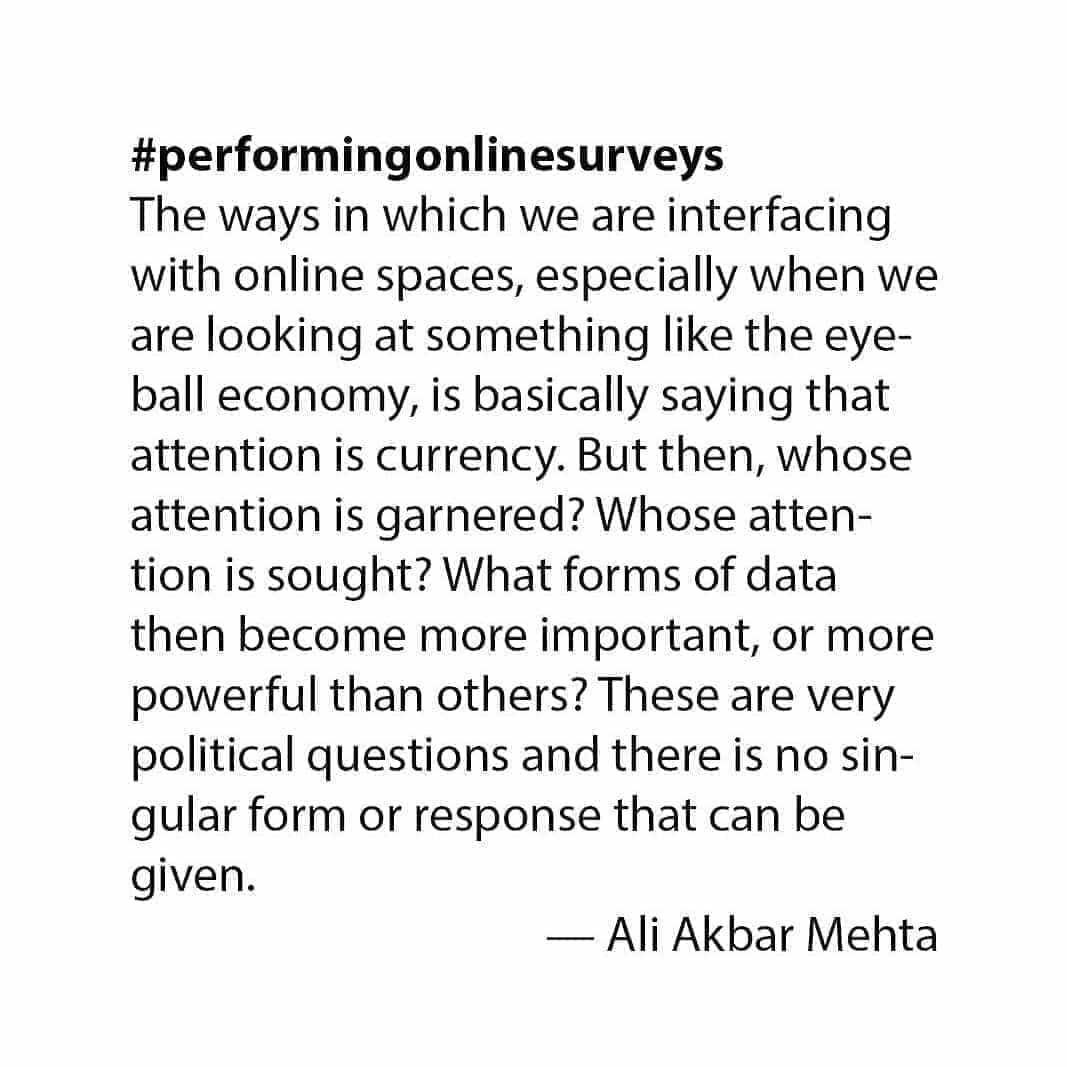 #performingonlinesurveys
The ways in which we are interfacing
with online spaces, especially when we
are looking at something like the eye-
ball economy, is basically saying that
attention is currency. But then, whose
attention is garnered? Whose atten-
tion is sought? What forms of data
then become more important, or more
powerful than others? These are very
political questions and there is no sin-
gular form or response that can be
given.
— Ali Akbar Mehta